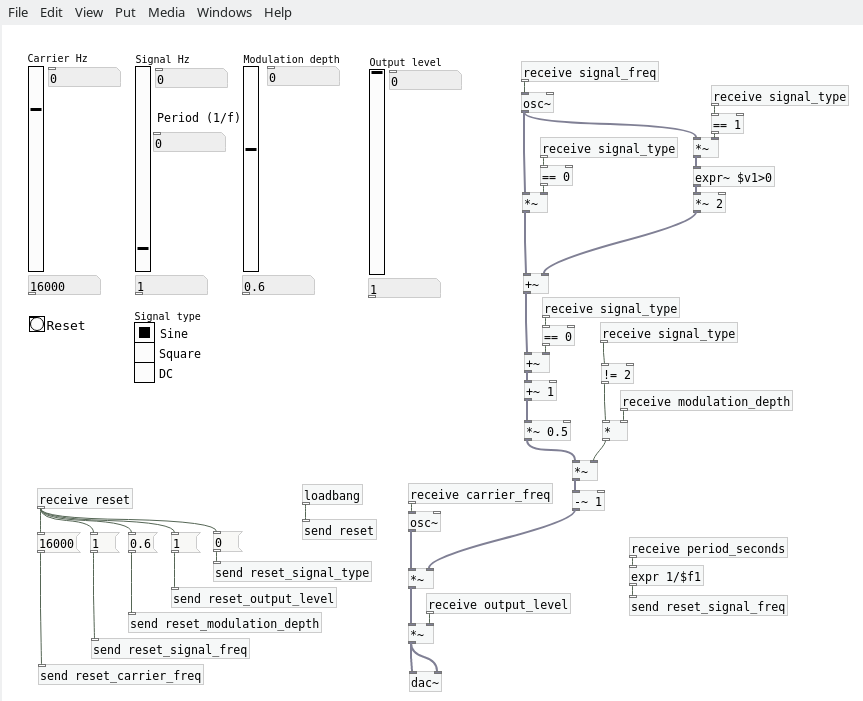 File Edit View Put Media Windows Help
Carrier Hz
0
16000
Signal Hz
0
Period (1/f)
0
1
Modulation depth
0
0.6
Output level
0
1
Reset
Signal type
Sine
Square
DC
receive signal_freq
osc~
receive signal_type
== 0
*~
receive signal_type
== 1
*~
expr~ $v1>0
*~ 2
+~
receive signal_type
== 0
+~
+~ 1
*~ 0.5
receive signal_type
!= 2
receive modulation_depth
*
*~
-~ 1
receive carrier_freq
osc~
*~
receive output_level
*~
dac~
receive reset
16000
1
0.6
1
0
send reset_signal_type
send reset_output_level
send reset_modulation_depth
send reset_signal_freq
send reset_carrier_freq
loadbang
send reset
receive period_seconds
expr 1/$f1
send reset_signal_freq